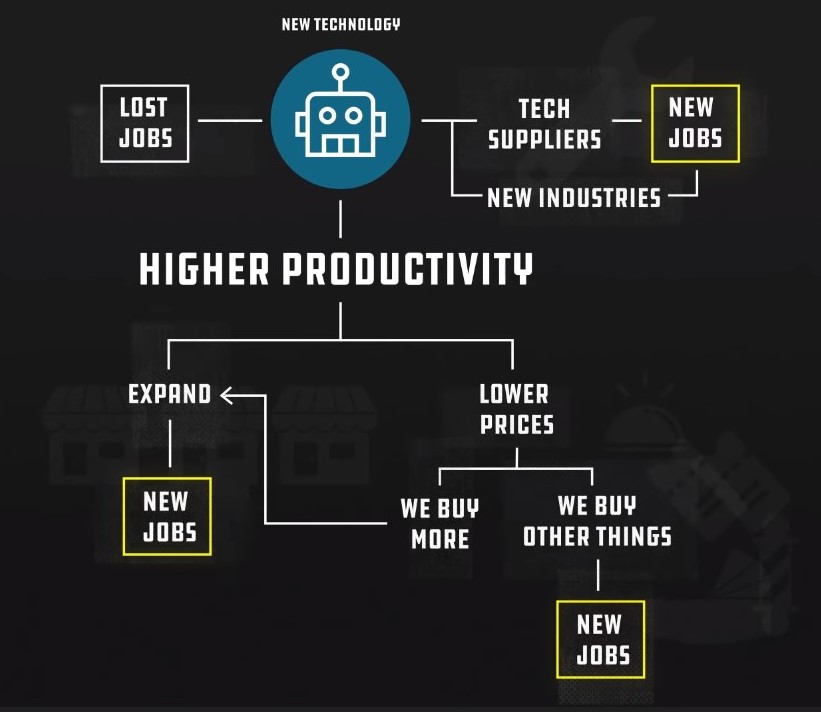 NEW TECHNOLOGY
LOST
JOBS
TECH
SUPPLIERS
NEW
JOBS
NEW INDUSTRIES
HIGHER PRODUCTIVITY
EXPAND
LOWER
PRICES
NEW
JOBS
WE BUY
MORE
WE BUY
OTHER THINGS
NEW
JOBS